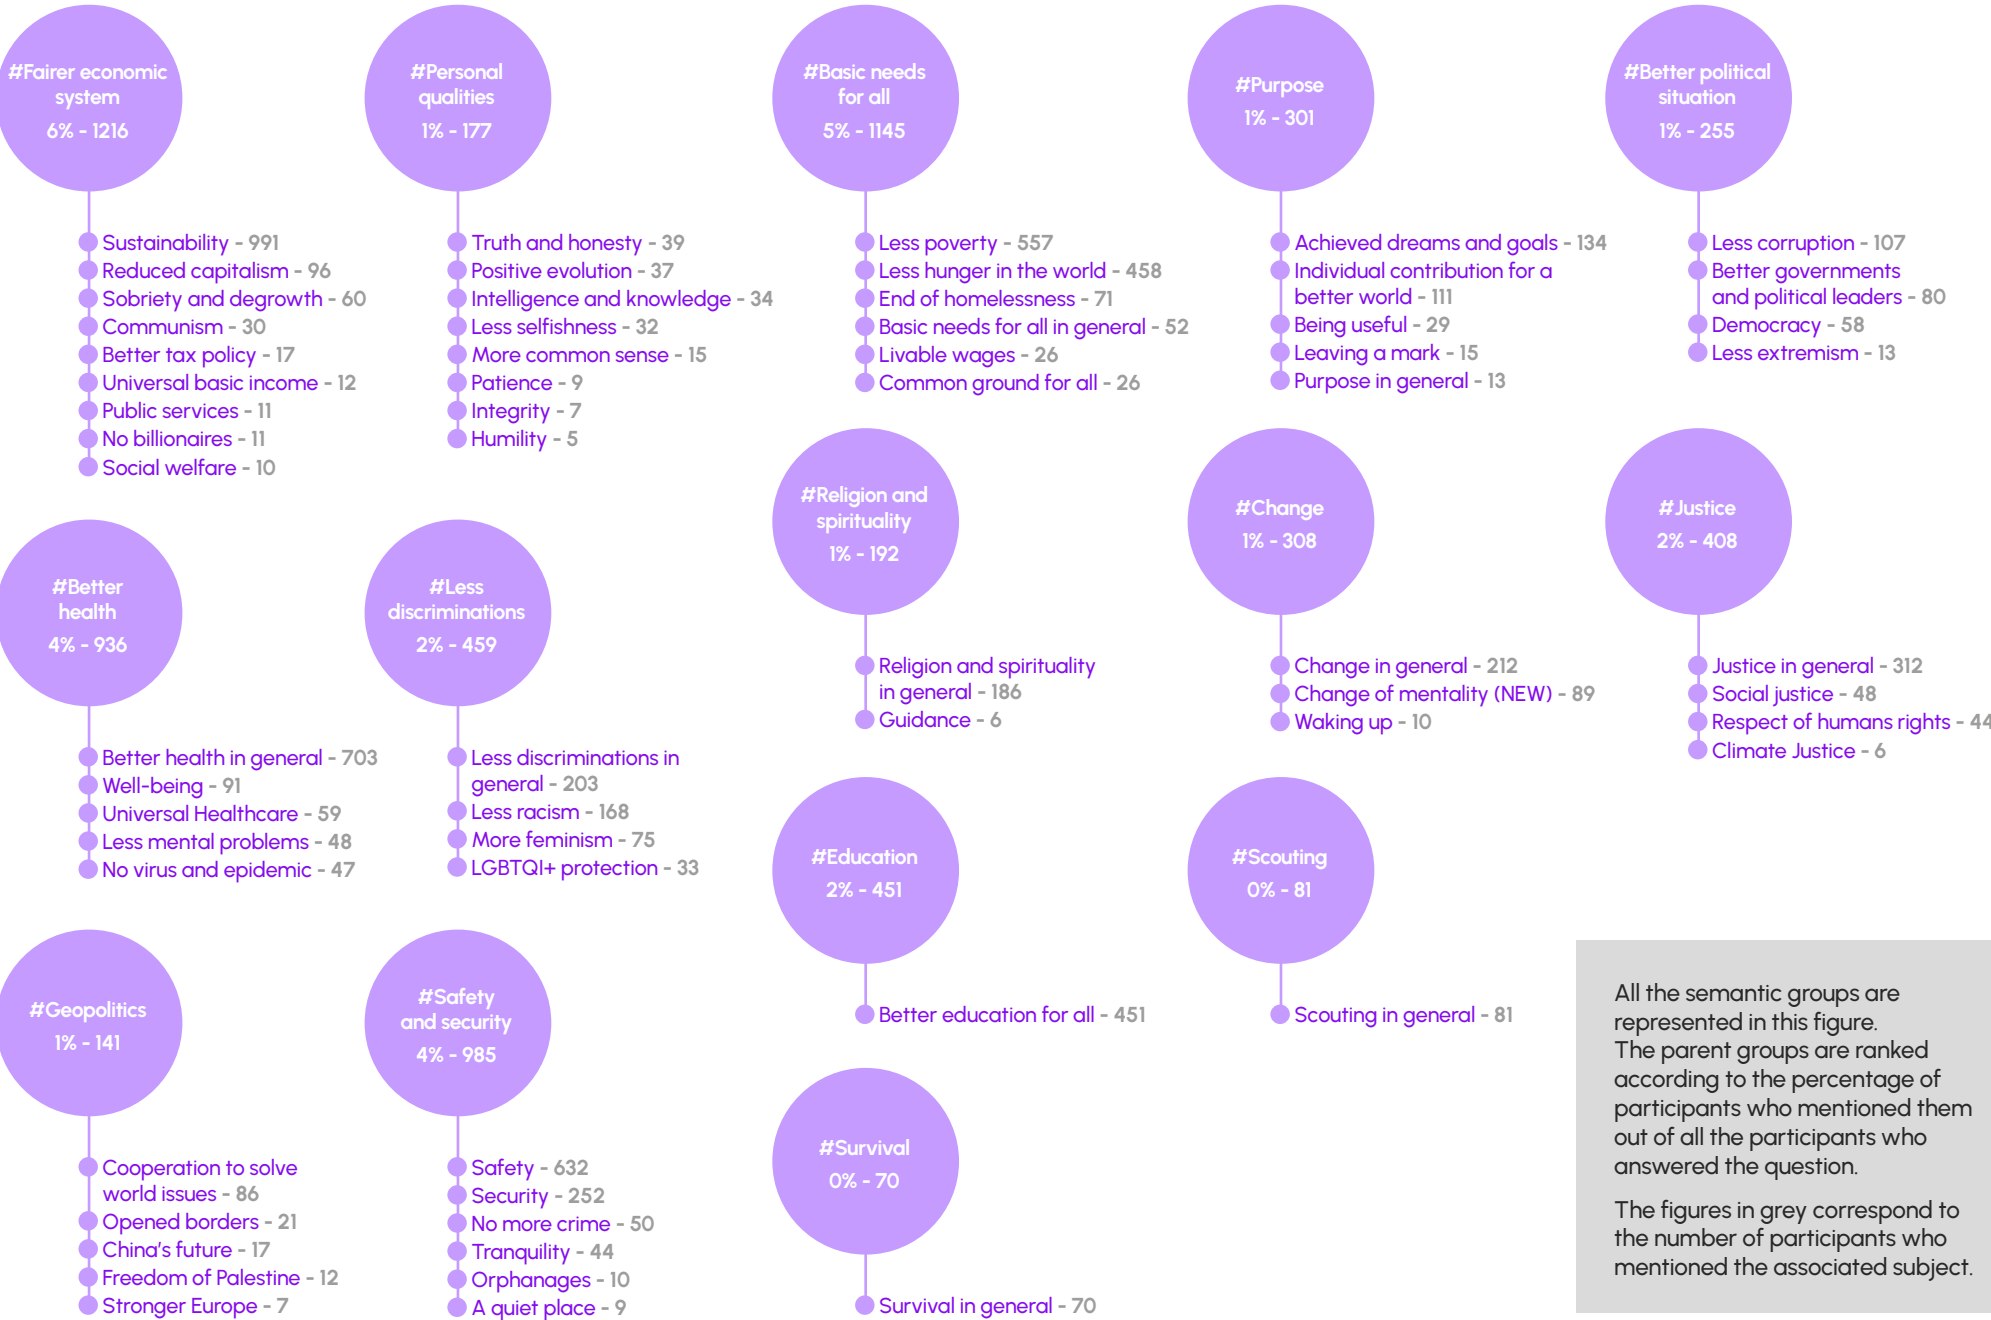 #Fairer economic
system
6% - 1216
Sustainability - 991
Reduced capitalism - 96
Sobriety and degrowth - 60
Communism - 30
Better tax policy - 17
Universal basic income - 12
Public services - 11
No billionaires - 11
Social welfare - 10
#Personal
qualities
1% - 177
Truth and honesty - 39
Positive evolution - 37
Intelligence and knowledge - 34
Less selfishness - 32
More common sense - 15
Patience - 9
Integrity - 7
Humility - 5
#Basic needs
for all
5% - 1145
Less poverty - 557
Less hunger in the world - 458
End of homelessness - 71
Basic needs for all in general - 52
Livable wages - 26
Common ground for all - 26
#Purpose
1% - 301
Achieved dreams and goals - 134
Individual contribution for a
better world - 111
Being useful - 29
Leaving a mark - 15
Purpose in general - 13
#Better political
situation
1% - 255
Less corruption - 107
Better governments
and political leaders - 80
Democracy - 58
Less extremism - 13
#Better
health
4% - 936
Better health in general - 703
Well-being - 91
Universal Healthcare - 59
Less mental problems - 48
No virus and epidemic - 47
#Less
discriminations
2% - 459
Less discriminations in
general - 203
Less racism - 168
More feminism - 75
LGBTQI+ protection - 33
#Religion and
spirituality
1% - 192
Religion and spirituality
in general - 186
Guidance - 6
#Change
1% - 308
Change in general - 212
Change of mentality (NEW) - 89
Waking up - 10
#Justice
2% - 408
Justice in general - 312
Social justice - 48
Respect of humans rights - 44
Climate Justice - 6
#Education
2% - 451
Better education for all - 451
#Scouting
0% - 81
Scouting in general - 81
#Geopolitics
1% - 141
Cooperation to solve
world issues - 86
Opened borders - 21
China's future - 17
Freedom of Palestine - 12
Stronger Europe - 7
#Safety
and security
4% - 985
Safety - 632
Security - 252
No more crime - 50
Tranquility - 44
Orphanages - 10
A quiet place - 9
#Survival
0% - 70
Survival in general - 70
All the semantic groups are
represented in this figure.
The parent groups are ranked
according to the percentage of
participants who mentioned them
out of all the participants who
answered the question.
The figures in grey correspond to
the number of participants who
mentioned the associated subject.